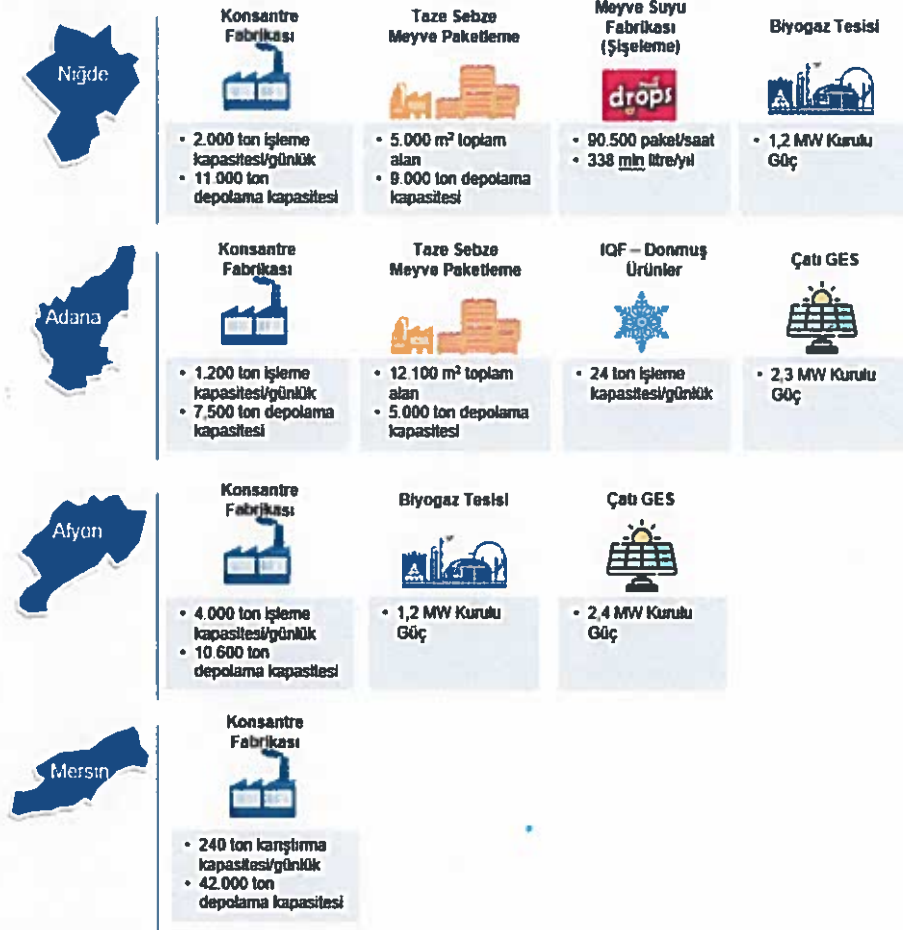 Niğde
Konsantre
Fabrikası
Taze Sebze
Meyve Paketleme
Meyve Suyu
Fabrikası
(Şişeleme)
Biyogaz Tesisi
drops
• 2.000 ton işleme
kapasitesi/günlük
• 11.000 ton
depolama kapasitesi
• 5.000 m² toplam
alan
• 9.000 ton depolama
kapasitesi
• 90.500 paket/saat
• 338 mln litre/yıl
• 1,2 MW Kurulu
Güç
Adana
Konsantre
Fabrikası
Taze Sebze
Meyve Paketleme
IQF – Donmuş
Ürünler
Çatı GES
• 1.200 ton işleme
kapasitesi/günlük
• 7,500 ton depolama
kapasitesi
• 12.100 m² toplam
alan
• 5.000 ton depolama
kapasitesi
• 24 ton işleme
kapasitesi/günlük
• 2,3 MW Kurulu
Güç
Afyon
Konsantre
Fabrikası
Biyogaz Tesisi
Çatı GES
• 4.000 ton işleme
kapasitesi/günlük
• 10.600 ton
depolama kapasitesi
• 1,2 MW Kurulu
Güç
• 2,4 MW Kurulu
Güç
Mersin
Konsantre
Fabrikası
• 240 ton karıştırma
kapasitesi/günlük
• 42.000 ton
depolama kapasitesi